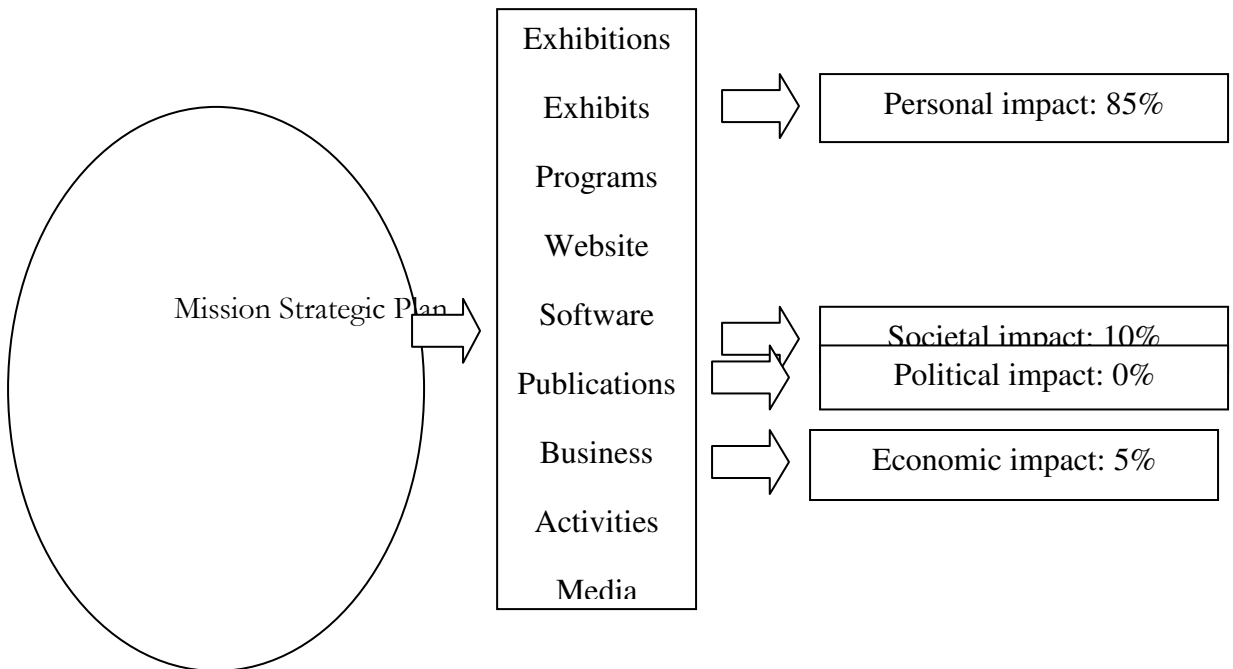 Mission Strategic Plan
Exhibitions
Exhibits
Programs
Website
Software
Publications
Business
Activities
Media
Personal impact: 85%
Societal impact: 10%
Political impact: 0%
Economic impact: 5%